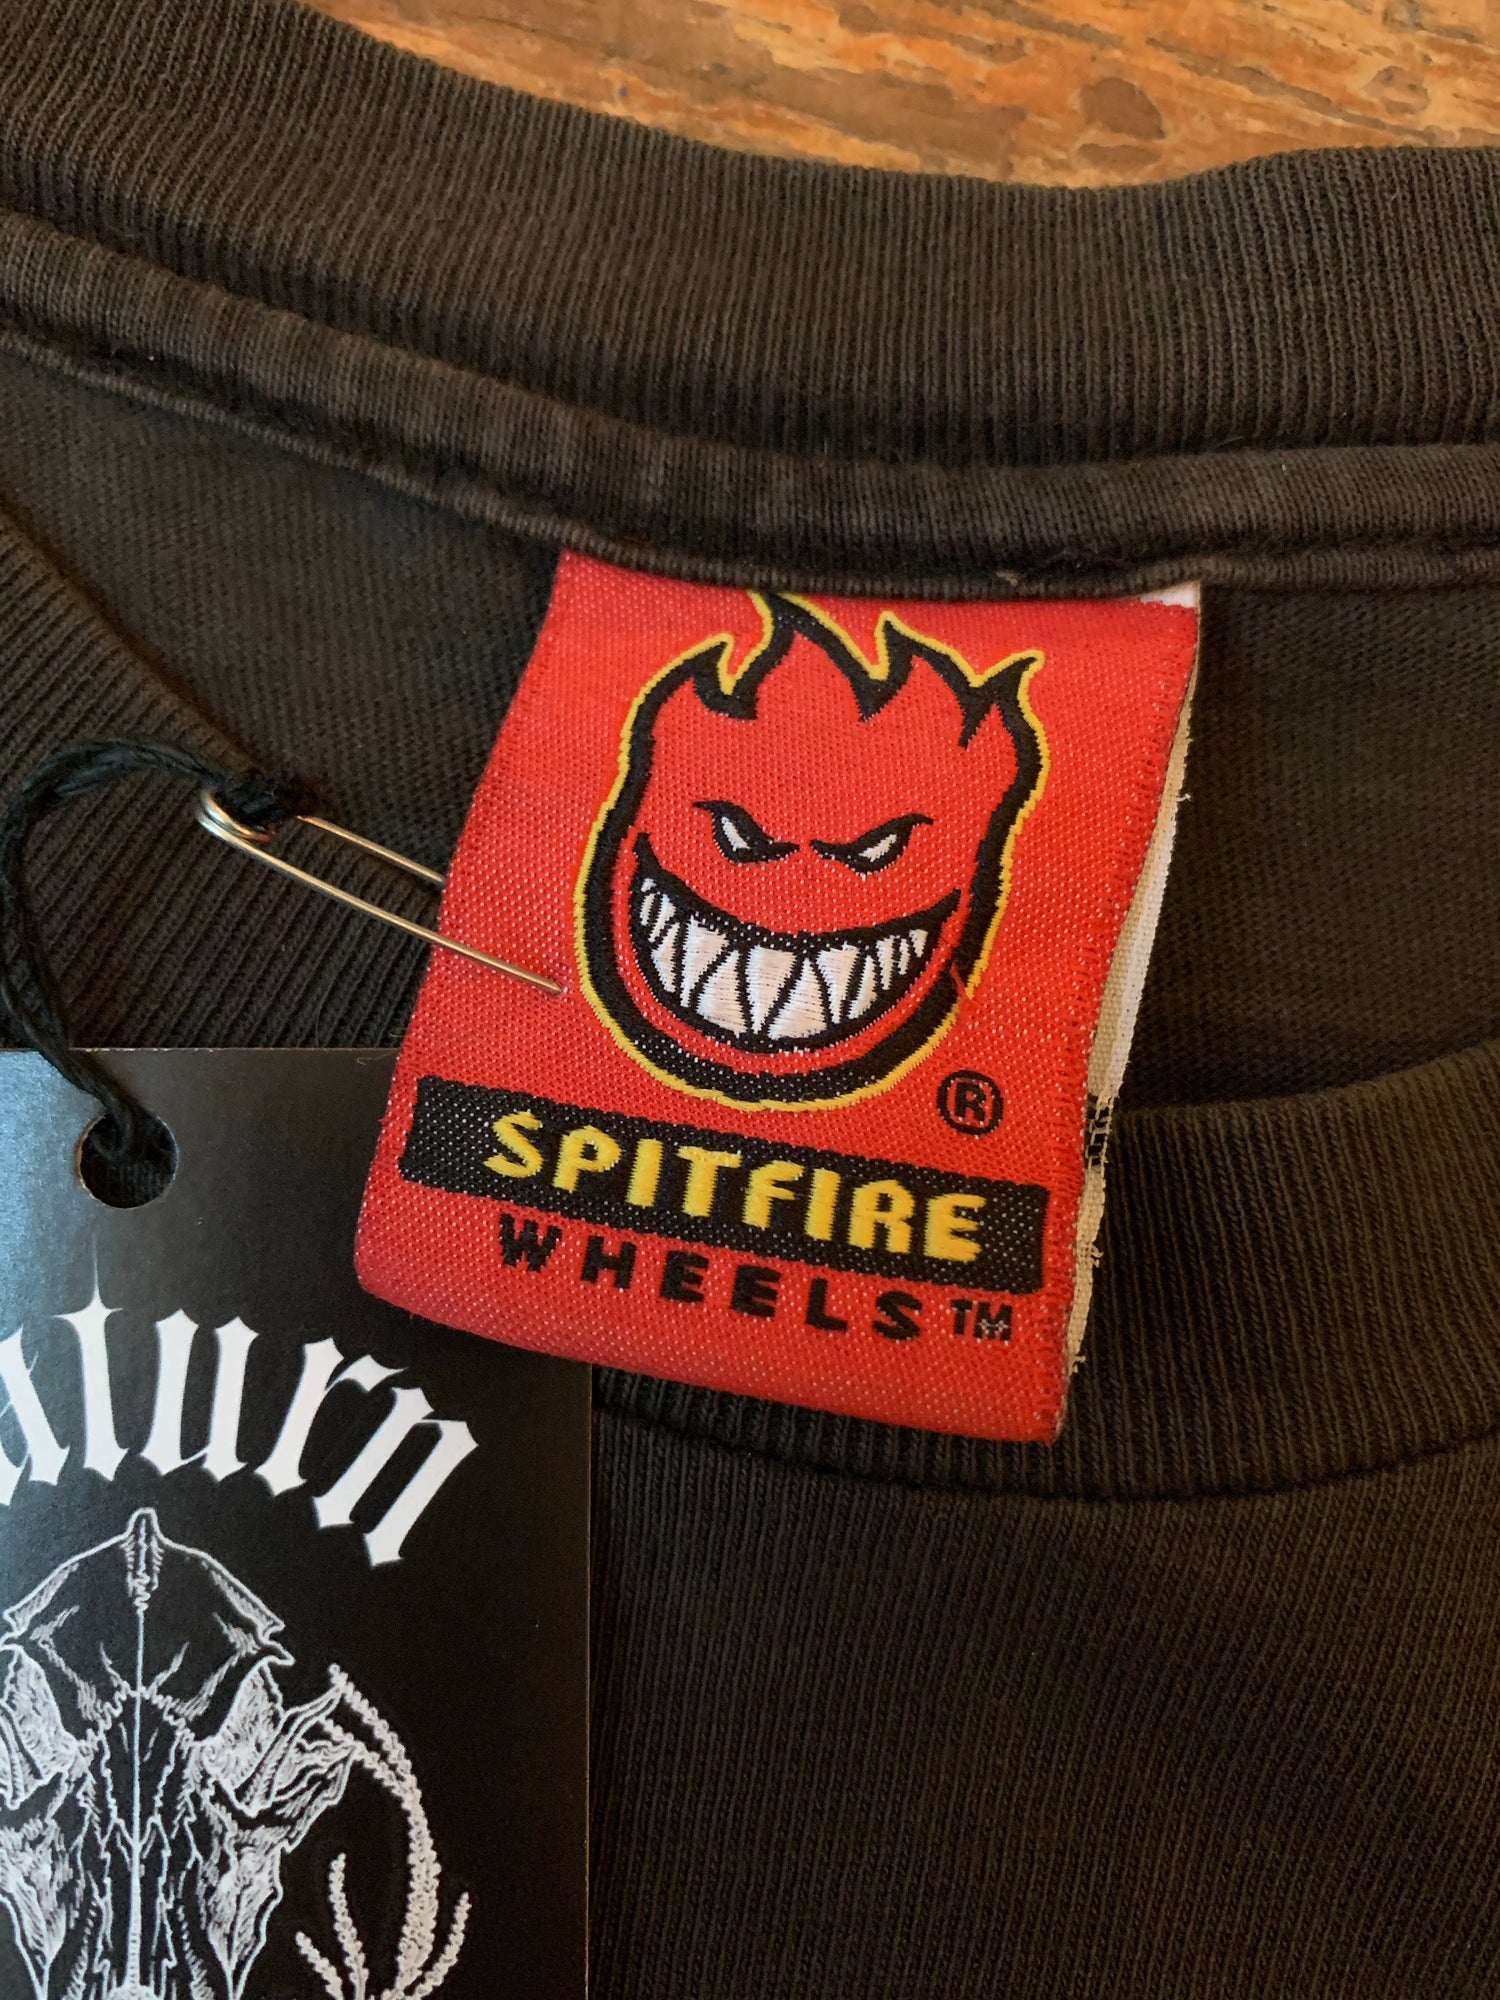 ®
SPITFIRE
WHEELS™
aturn